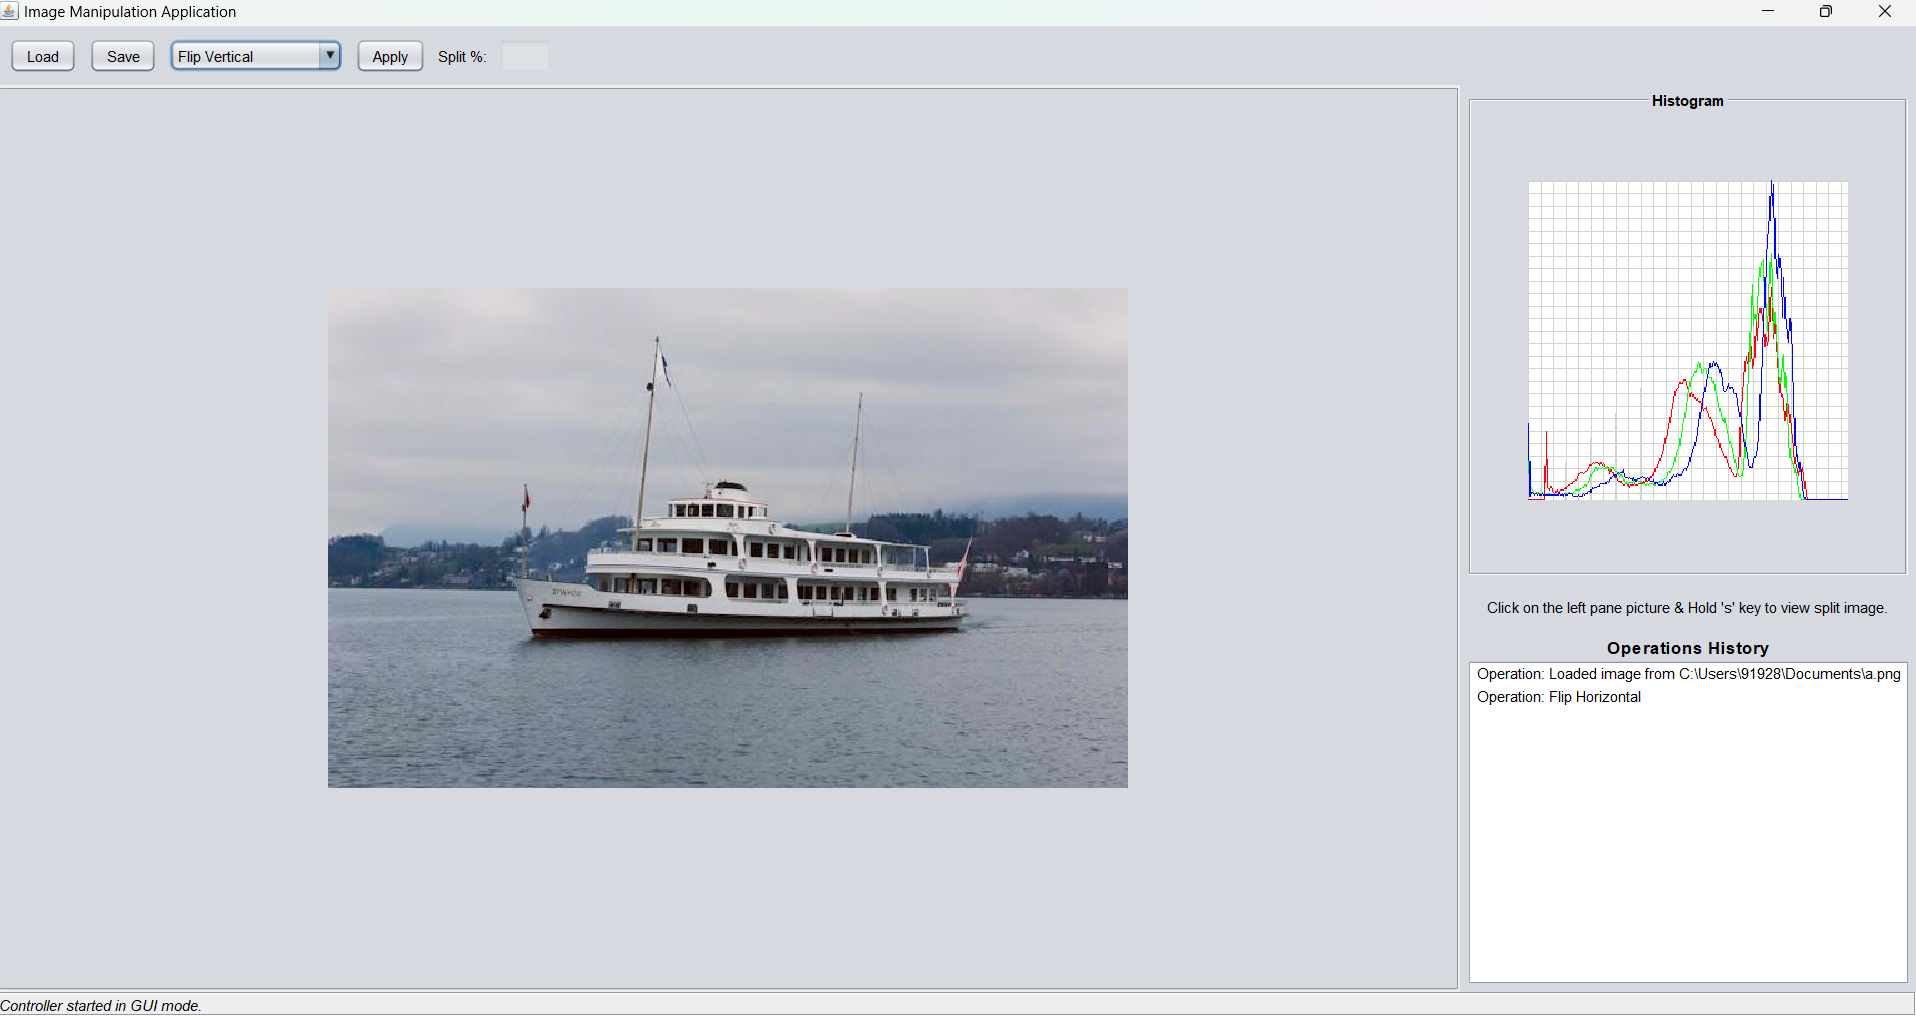 Image Manipulation Application
Load Save Flip Vertical Apply Split %:
Histogram
Click on the left pane picture & Hold 's' key to view split image.
Operations History
Operation: Loaded image from C:\Users\91928\Documents\a.png
Operation: Flip Horizontal
Controller started in GUI mode.